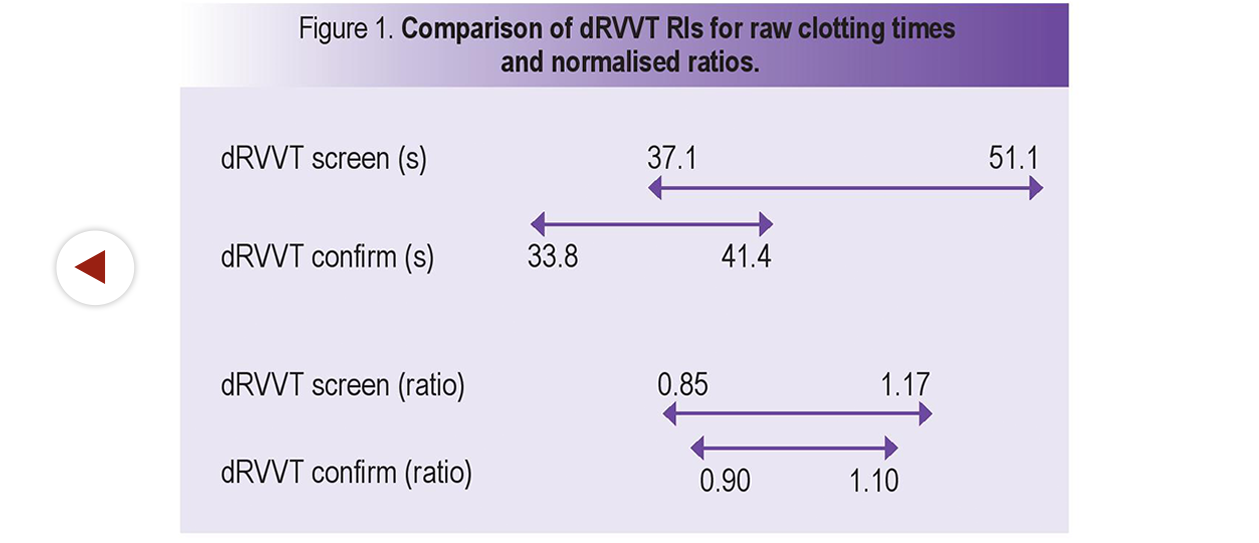 Figure 1. Comparison of dRVVT RIs for raw clotting times
and normalised ratios.
dRVVT screen (s) 37.1 51.1
dRVVT confirm (s) 33.8 41.4
dRVVT screen (ratio) 0.85 1.17
dRVVT confirm (ratio) 0.90 1.10